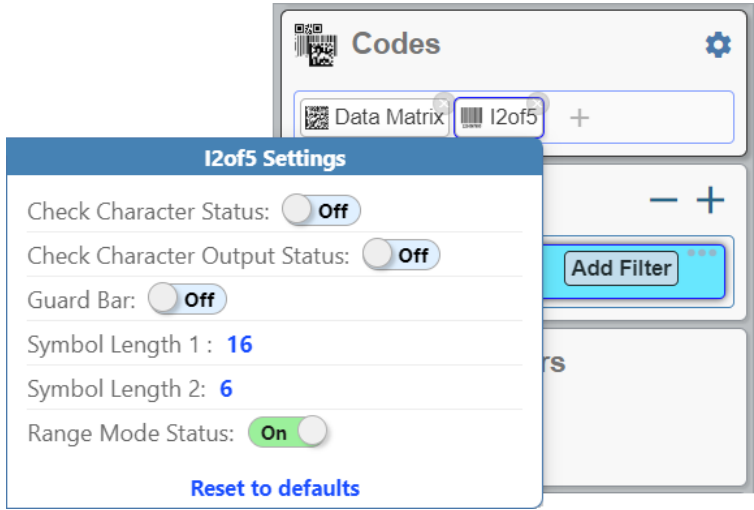 Codes
Data Matrix
I2of5
+
I2of5 Settings
Check Character Status: Off
Check Character Output Status: Off
Guard Bar: Off
Symbol Length 1 : 16
Symbol Length 2: 6
Range Mode Status: On
Reset to defaults
− +
Add Filter
rs